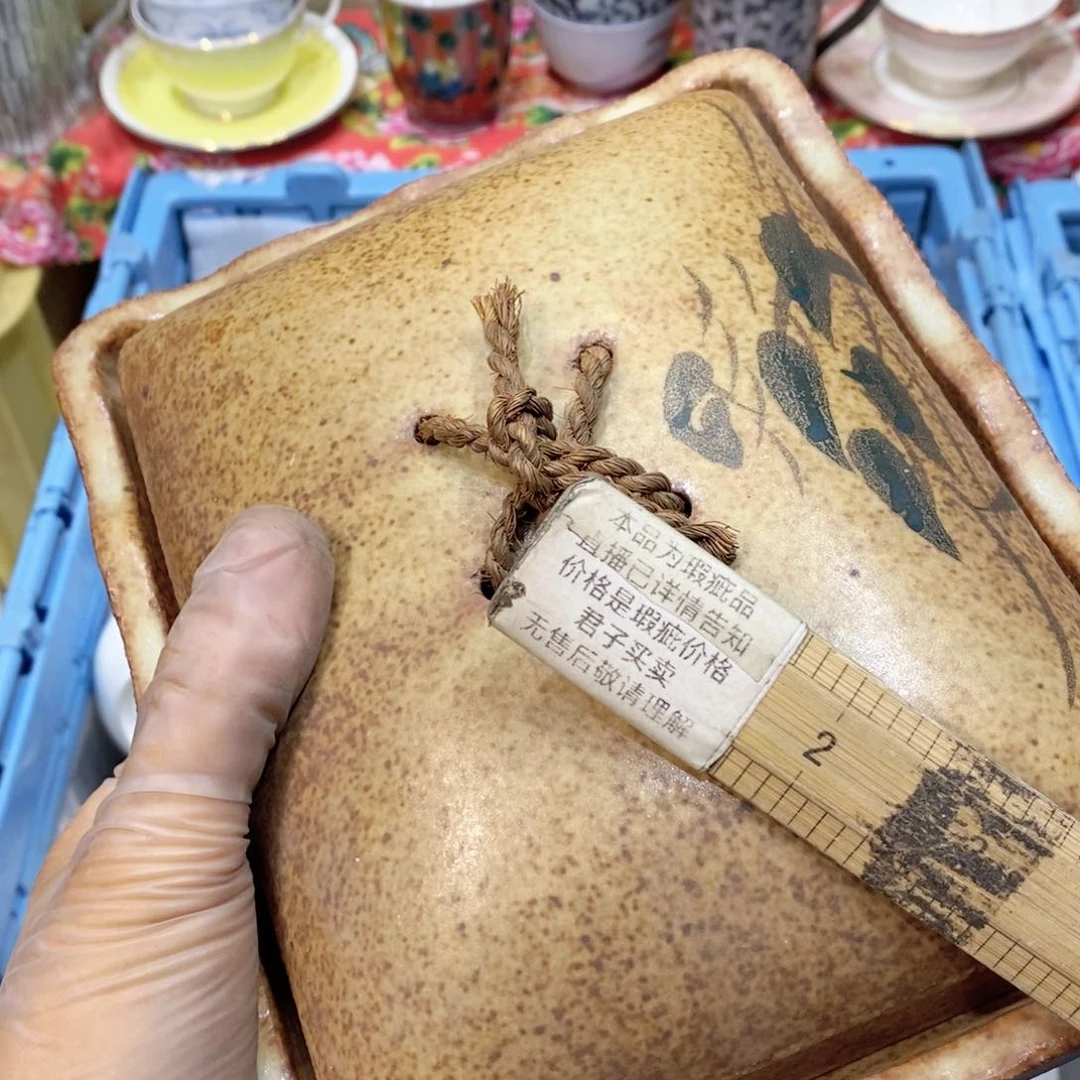 本品为瑕疵品
直播已详情告知
价格是瑕疵价格
君子买卖
无售后敬请理解
2